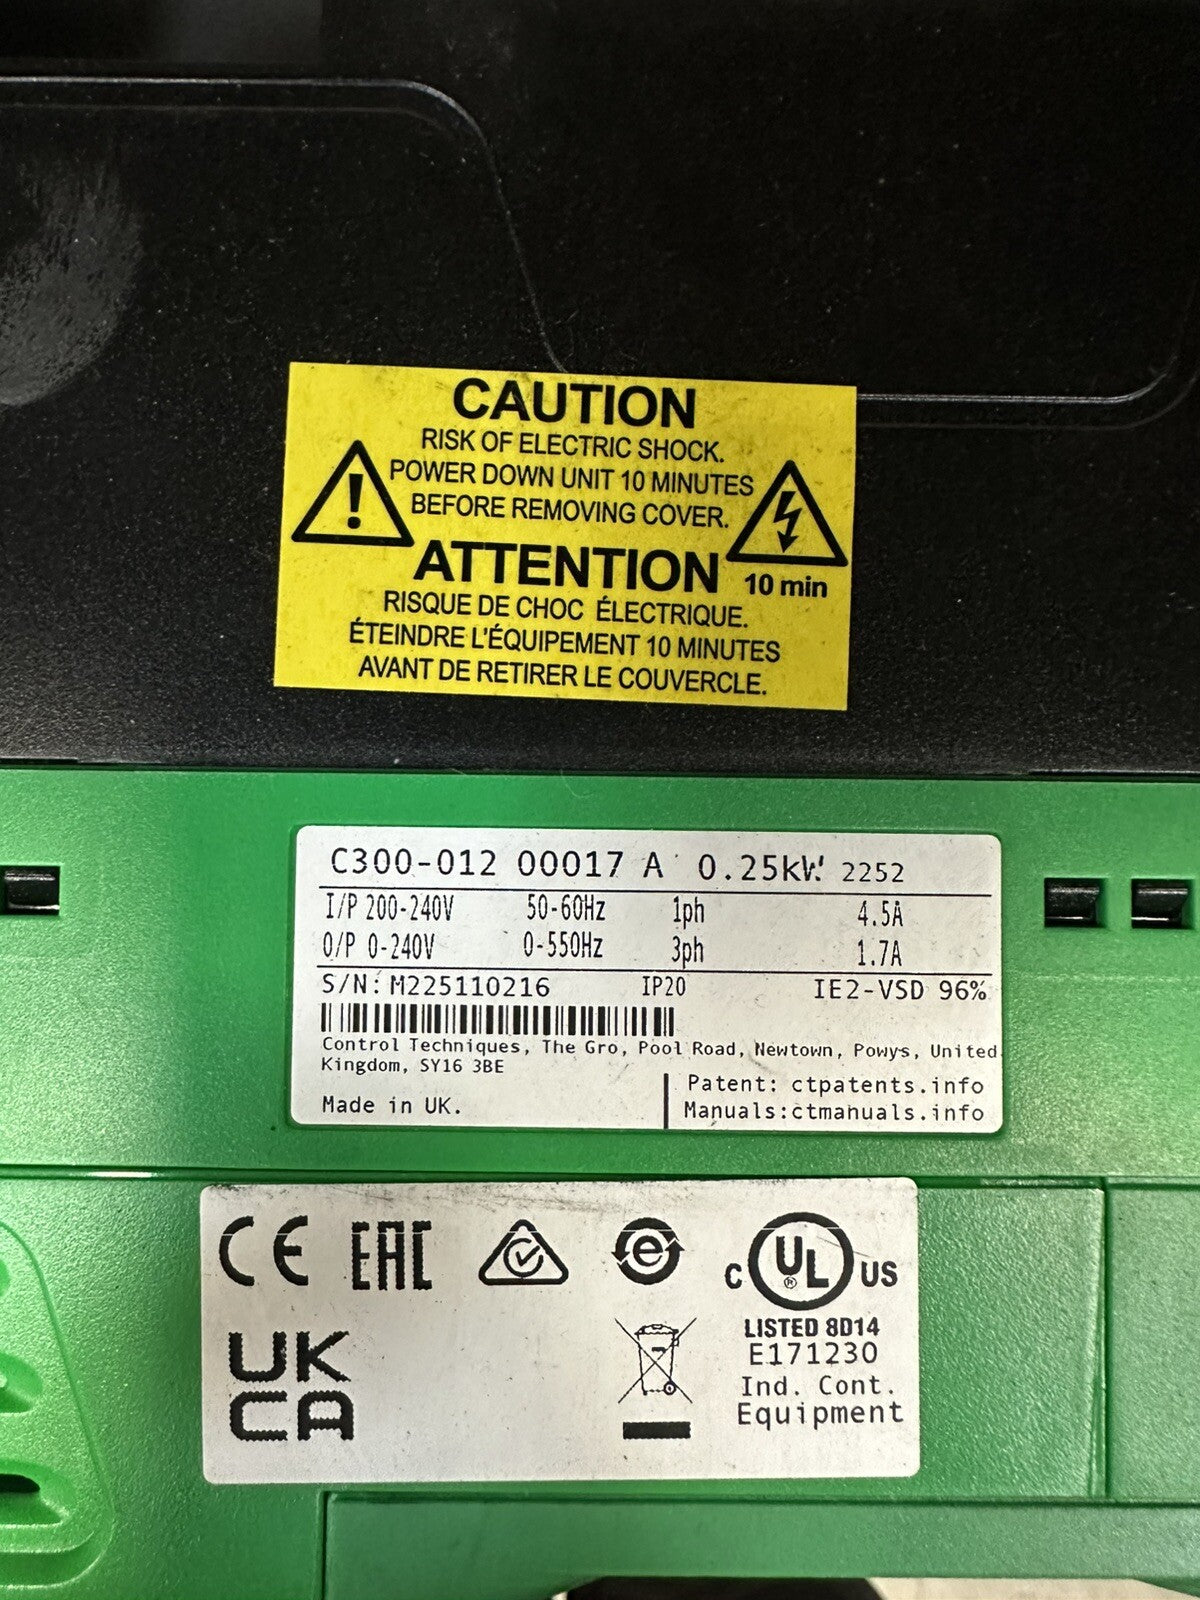 CAUTION
RISK OF ELECTRIC SHOCK.
POWER DOWN UNIT 10 MINUTES
BEFORE REMOVING COVER.
ATTENTION
10 min
RISQUE DE CHOC ÉLECTRIQUE.
ÉTEINDRE L'ÉQUIPEMENT 10 MINUTES
AVANT DE RETIRER LE COUVERCLE.
C300-012 00017 A 0.25kW 2252
I/P 200-240V 50-60Hz 1ph 4.5A
O/P 0-240V 0-550Hz 3ph 1.7A
S/N: M225110216 IP20 IE2-VSD 96%
Control Techniques, The Gro, Pool Road, Newtown, Powys, United
Kingdom, SY16 3BE
Patent: ctpatents.info
Made in UK.
Manuals:ctmanuals.info
CE EAC e C UL® US
LISTED 8D14
E171230
Ind. Cont.
Equipment
UK
CA